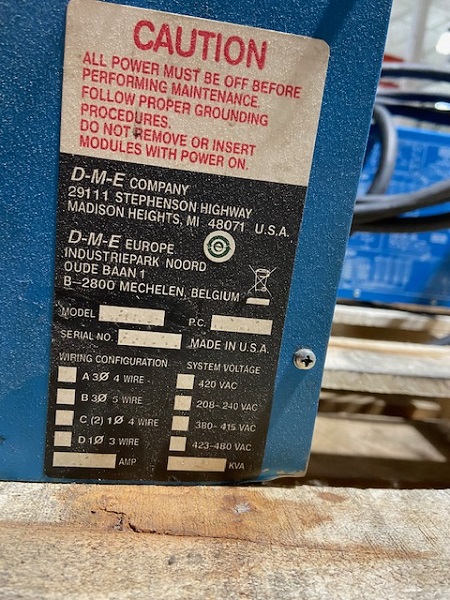 CAUTION
ALL POWER MUST BE OFF BEFORE
PERFORMING MAINTENANCE.
FOLLOW PROPER GROUNDING
PROCEDURES.
DO NOT REMOVE OR INSERT
MODULES WITH POWER ON.
D-M-E COMPANY
29111 STEPHENSON HIGHWAY
MADISON HEIGHTS, MI 48071 U.S.A.
D-M-E EUROPE
INDUSTRIEPARK NOORD
OUDE BAAN 1
B-2800 MECHELEN, BELGIUM
MODEL P.C.
SERIAL NO. MADE IN U.S.A.
WIRING CONFIGURATION SYSTEM VOLTAGE
A 3Ø 4 WIRE 420 VAC
B 3Ø 5 WIRE 208-240 VAC
C (2) 1Ø 4 WIRE 380-415 VAC
D 1Ø 3 WIRE 423-480 VAC
AMP KVA